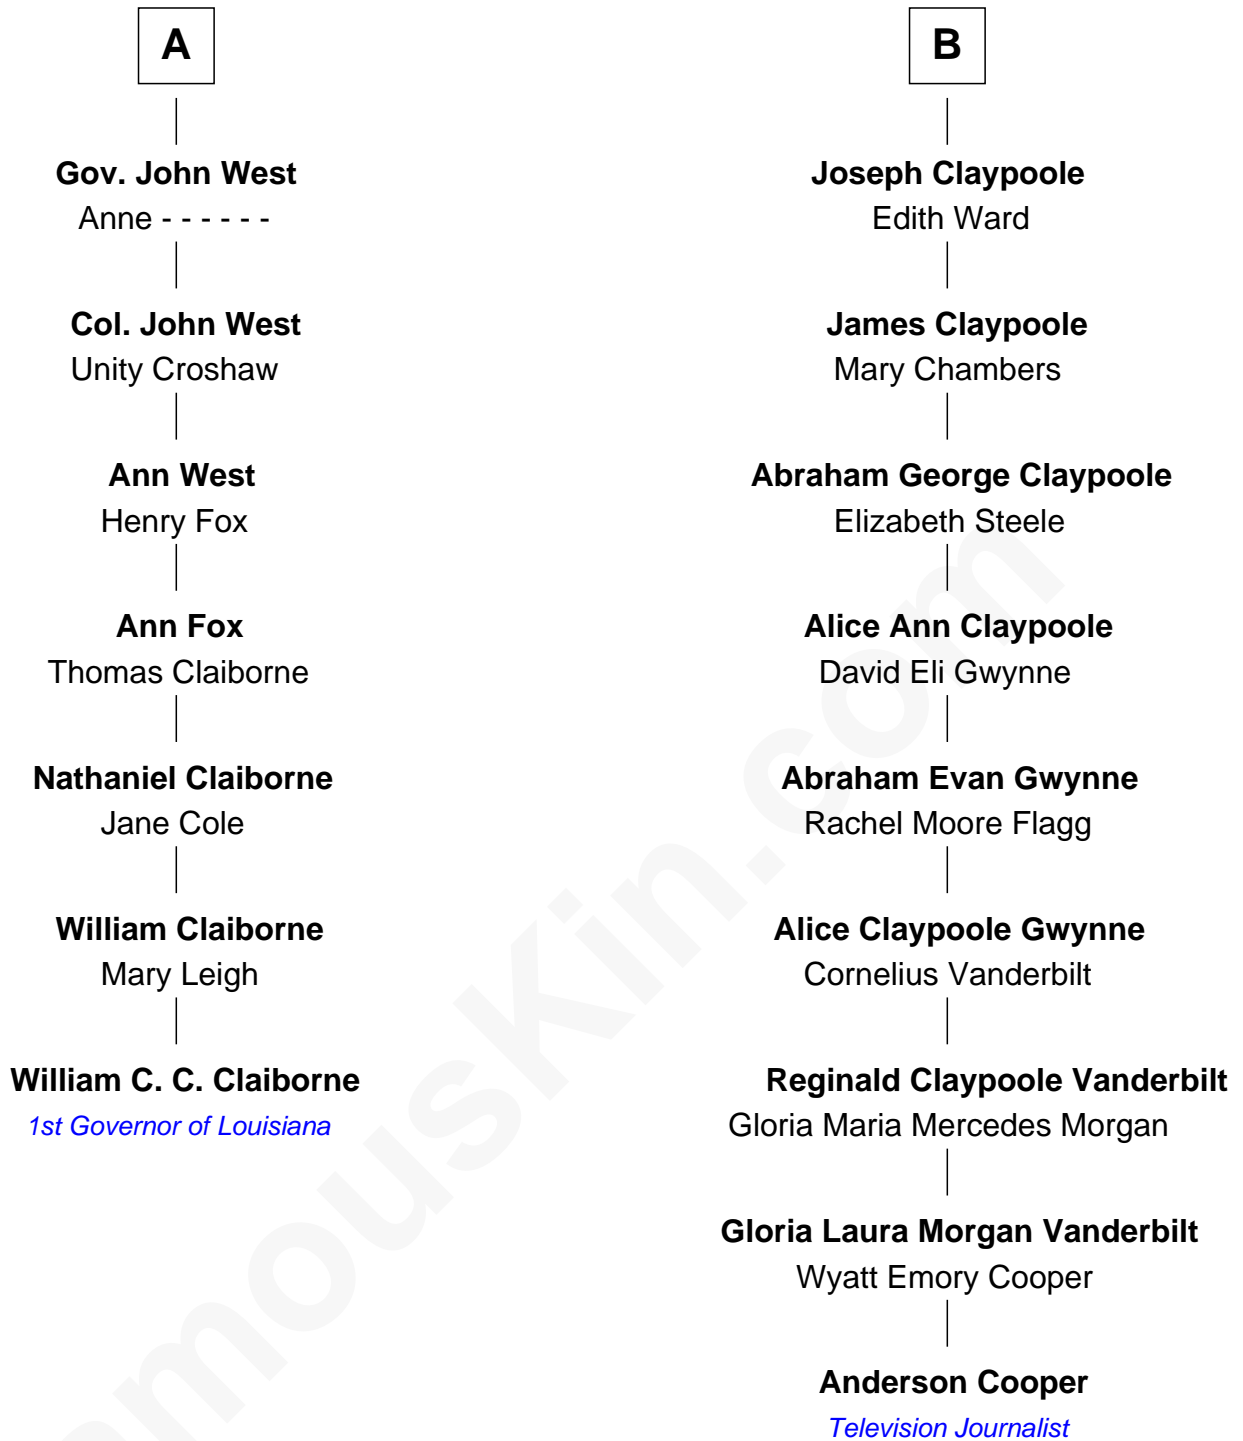 A
Gov. John West
Anne - - - - - -
Col. John West
Unity Croshaw
Ann West
Henry Fox
Ann Fox
Thomas Claiborne
Nathaniel Claiborne
Jane Cole
William Claiborne
Mary Leigh
William C. C. Claiborne
1st Governor of Louisiana
B
Joseph Claypoole
Edith Ward
James Claypoole
Mary Chambers
Abraham George Claypoole
Elizabeth Steele
Alice Ann Claypoole
David Eli Gwynne
Abraham Evan Gwynne
Rachel Moore Flagg
Alice Claypoole Gwynne
Cornelius Vanderbilt
Reginald Claypoole Vanderbilt
Gloria Maria Mercedes Morgan
Gloria Laura Morgan Vanderbilt
Wyatt Emory Cooper
Anderson Cooper
Television Journalist
amousKin.com